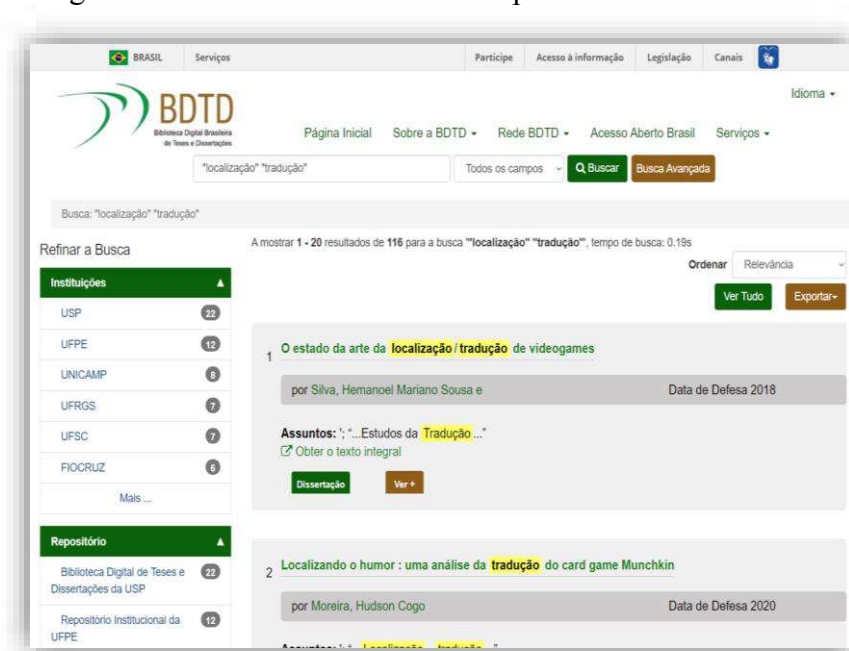 BRASIL Serviços Participe Acesso à informação Legislação Canais
Idioma
BDTD
Biblioteca Digital Brasileira
de Teses e Dissertações
Página Inicial Sobre a BDTD Rede BDTD Acesso Aberto Brasil Serviços
"localização" "tradução" Todos os campos Buscar Busca Avançada
Busca: "localização" "tradução"
Refinar a Busca
Instituições
USP 22
UFPE 12
UNICAMP 8
UFRGS 7
UFSC 7
FIOCRUZ 6
Mais ...
Repositório
Biblioteca Digital de Teses e 22
Dissertações da USP
Repositório Institucional da 12
UFPE
A mostrar 1 - 20 resultados de 116 para a busca '"localização" "tradução"', tempo de busca: 0.19s
Ordenar Relevância
Ver Tudo Exportar
1 O estado da arte da localização/tradução de videogames
por Silva, Hemanoel Mariano Sousa e Data de Defesa 2018
Assuntos: '; “...Estudos da Tradução ...”
Obter o texto integral
Dissertação Ver +
2 Localizando o humor : uma análise da tradução do card game Munchkin
por Moreira, Hudson Cogo Data de Defesa 2020